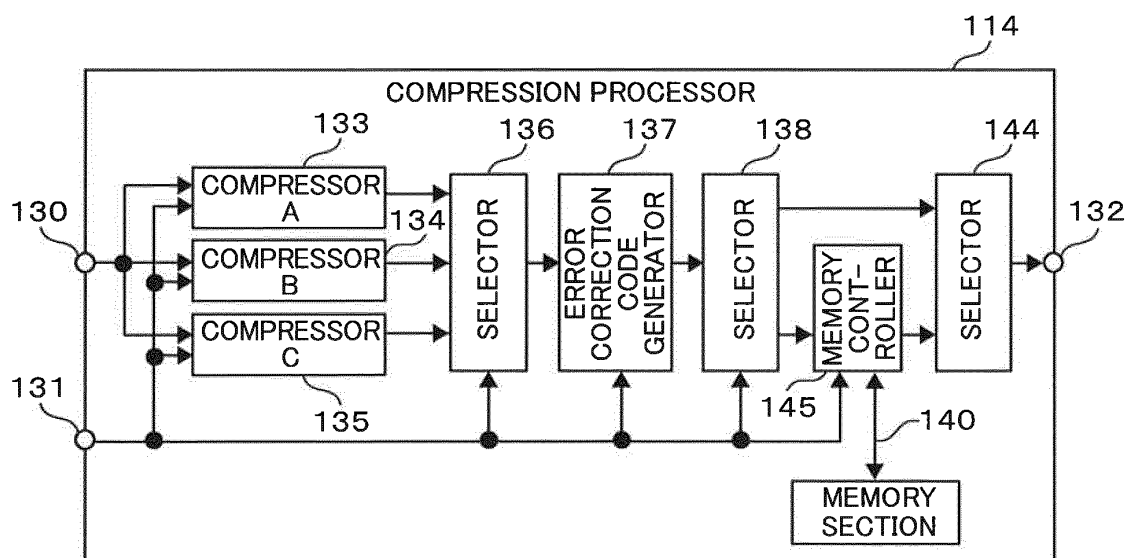 114
COMPRESSION PROCESSOR
133
136
137
138
144
COMPRESSOR
A
134
130
132
COMPRESSOR
B
SELECTOR
ERROR
CORRECTION
CODE
GENERATOR
SELECTOR
MEMORY
CONT-
ROLLER
SELECTOR
COMPRESSOR
C
131
135
145
140
MEMORY
SECTION